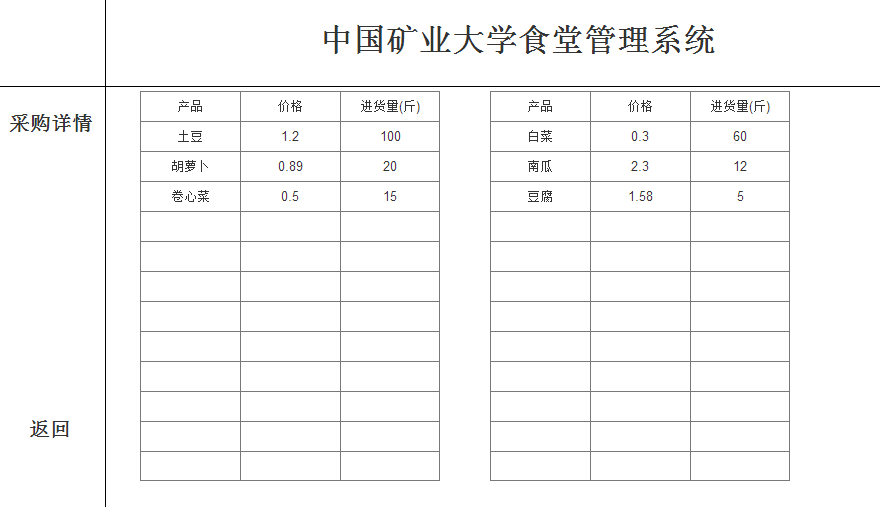 中国矿业大学食堂管理系统
采购详情
产品 价格 进货量(斤)
土豆 1.2 100
胡萝卜 0.89 20
卷心菜 0.5 15
产品 价格 进货量(斤)
白菜 0.3 60
南瓜 2.3 12
豆腐 1.58 5
返回